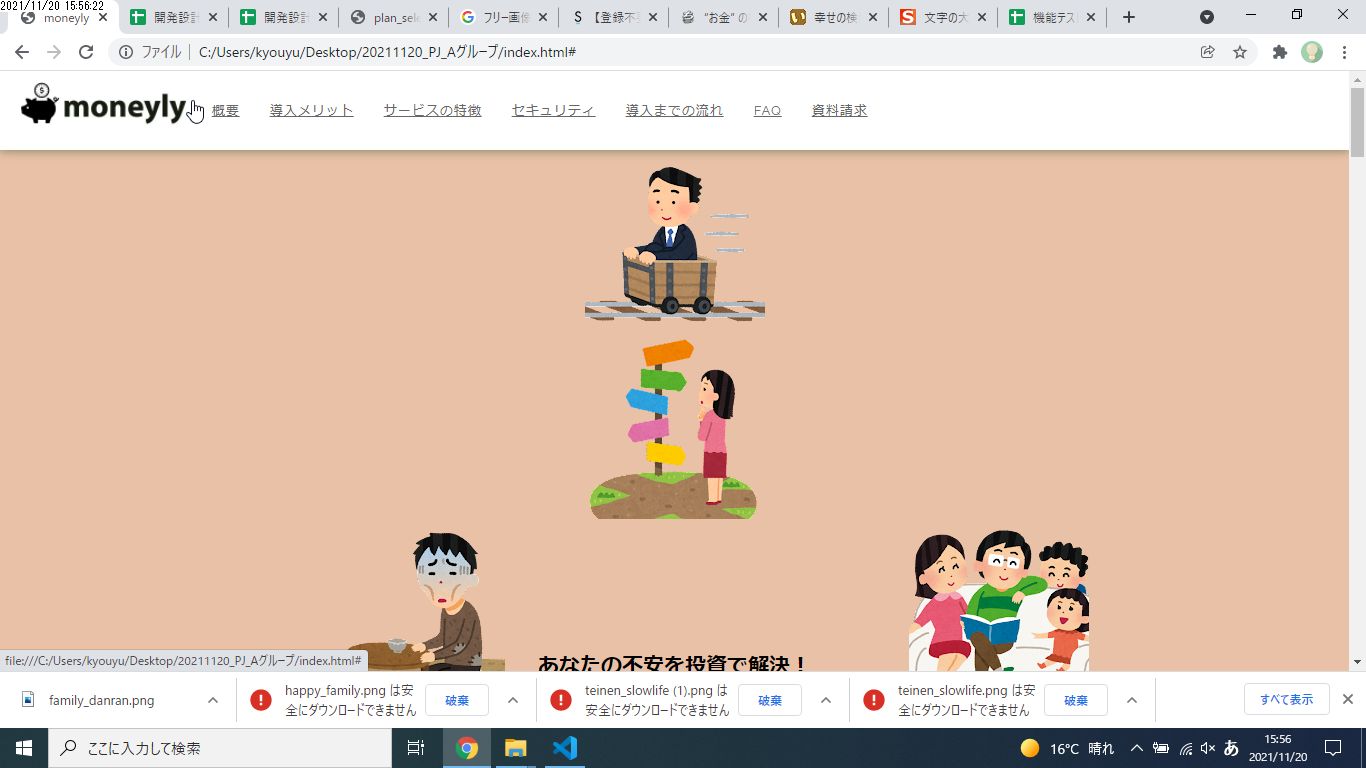 2021/11/20 15:56:22
moneyly
開発設計
開発設計
plan_sele
フリー画像
【登録不要
“お金” の
幸せの検
文字の大
機能テス
ファイル
C:/Users/kyouyu/Desktop/20211120_PJ_Aグループ/index.html#
moneyly 概要 導入メリット サービスの特徴 セキュリティ 導入までの流れ FAQ 資料請求
あなたの不安を投資で解決！
file:///C:/Users/kyouyu/Desktop/20211120_PJ_Aグループ/index.html#
family_danran.png
happy_family.png は安
全にダウンロードできません
破棄
teinen_slowlife (1).png は
安全にダウンロードできません
破棄
teinen_slowlife.png は安
全にダウンロードできません
破棄
すべて表示
ここに入力して検索
16°C 晴れ
あ
15:56
2021/11/20